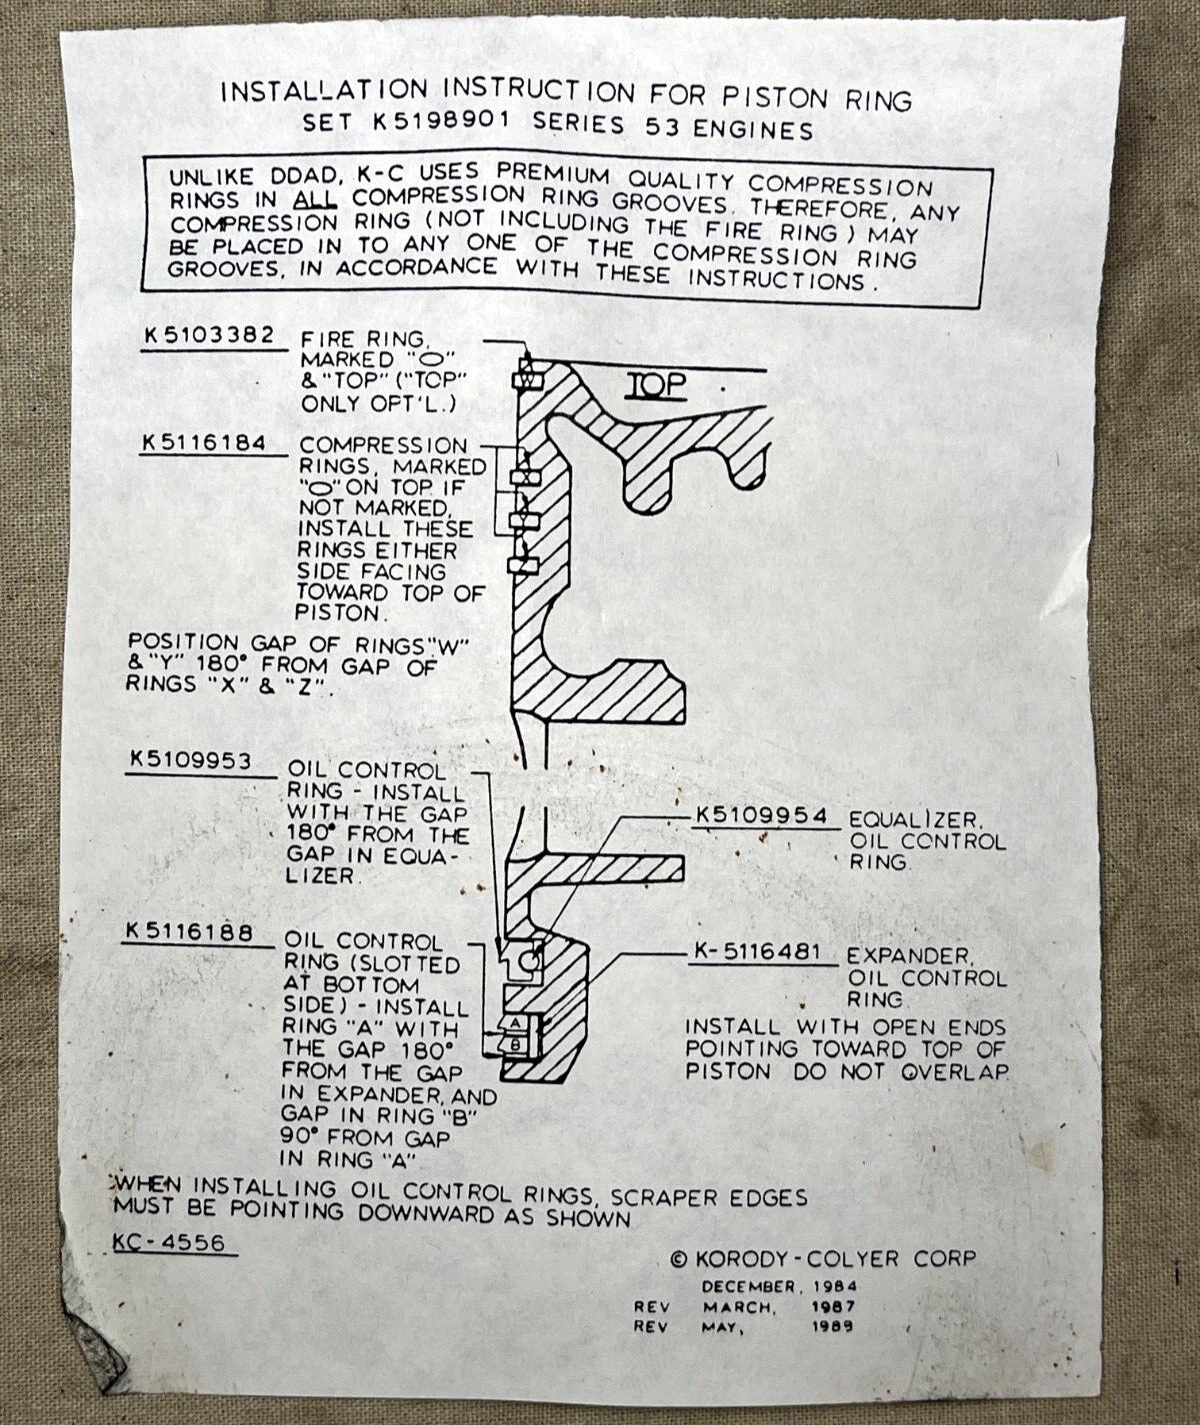 INSTALLATION INSTRUCTION FOR PISTON RING
SET K5198901 SERIES 53 ENGINES
UNLIKE DDAD, K-C USES PREMIUM QUALITY COMPRESSION
RINGS IN ALL COMPRESSION RING GROOVES. THEREFORE, ANY
COMPRESSION RING (NOT INCLUDING THE FIRE RING) MAY
BE PLACED IN TO ANY ONE OF THE COMPRESSION RING
GROOVES, IN ACCORDANCE WITH THESE INSTRUCTIONS.
K5103382 FIRE RING,
MARKED "O"
& "TOP" ("TOP"
ONLY OPT'L.)
TOP
W
K5116184 COMPRESSION
RINGS, MARKED
"O" ON TOP. IF
NOT MARKED,
INSTALL THESE
RINGS EITHER
SIDE FACING
TOWARD TOP OF
PISTON.
X
POSITION GAP OF RINGS "W"
& "Y" 180° FROM GAP OF
RINGS "X" & "Z".
K5109953 OIL CONTROL
RING - INSTALL
WITH THE GAP
180° FROM THE
GAP IN EQUA-
LIZER.
K5109954 EQUALIZER,
OIL CONTROL
RING.
K5116188 OIL CONTROL
RING (SLOTTED
AT BOTTOM
SIDE) - INSTALL
RING "A" WITH
THE GAP 180°
FROM THE GAP
IN EXPANDER, AND
GAP IN RING "B"
90° FROM GAP
IN RING "A"
A
B
K-5116481 EXPANDER,
OIL CONTROL
RING
INSTALL WITH OPEN ENDS
POINTING TOWARD TOP OF
PISTON DO NOT OVERLAP.
WHEN INSTALLING OIL CONTROL RINGS, SCRAPER EDGES
MUST BE POINTING DOWNWARD AS SHOWN
KC-4556
© KORODY-COLYER CORP
DECEMBER, 1984
REV MARCH, 1987
REV MAY, 1989